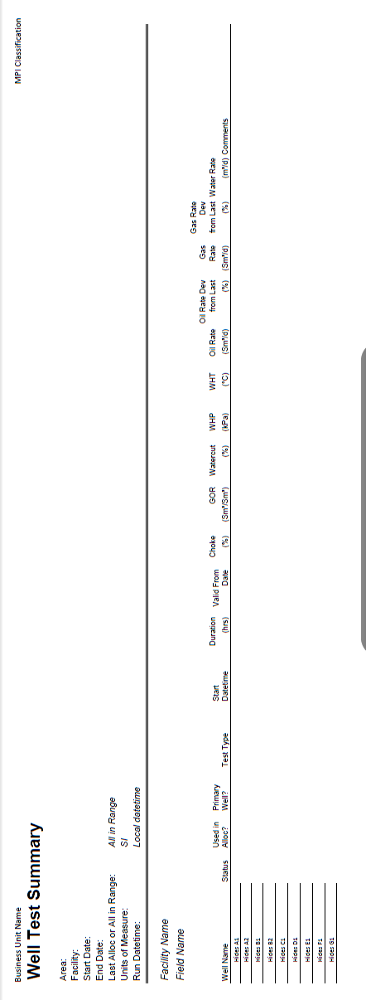 Business Unit Name MPI Classification
Well Test Summary
Area:
Facility:
Start Date:
End Date:
Last Alloc or All in Range: All in Range
Units of Measure: SI
Run Datetime: Local datetime
Facility Name
Field Name
Gas Rate
Oil Rate Dev Gas Dev
Used in Primary Start Duration Valid From Choke GOR Watercut WHP WHT Oil Rate from Last Rate from Last Water Rate
Well Name Status Alloc? Well? Test Type Datetime (hrs) Date (%) (Sm³/Sm³) (%) (kPa) (°C) (Sm³/d) (%) (Sm³/d) (%) (m³/d) Comments
Hides A1
Hides A2
Hides B1
Hides B2
Hides C1
Hides D1
Hides E1
Hides F1
Hides G1